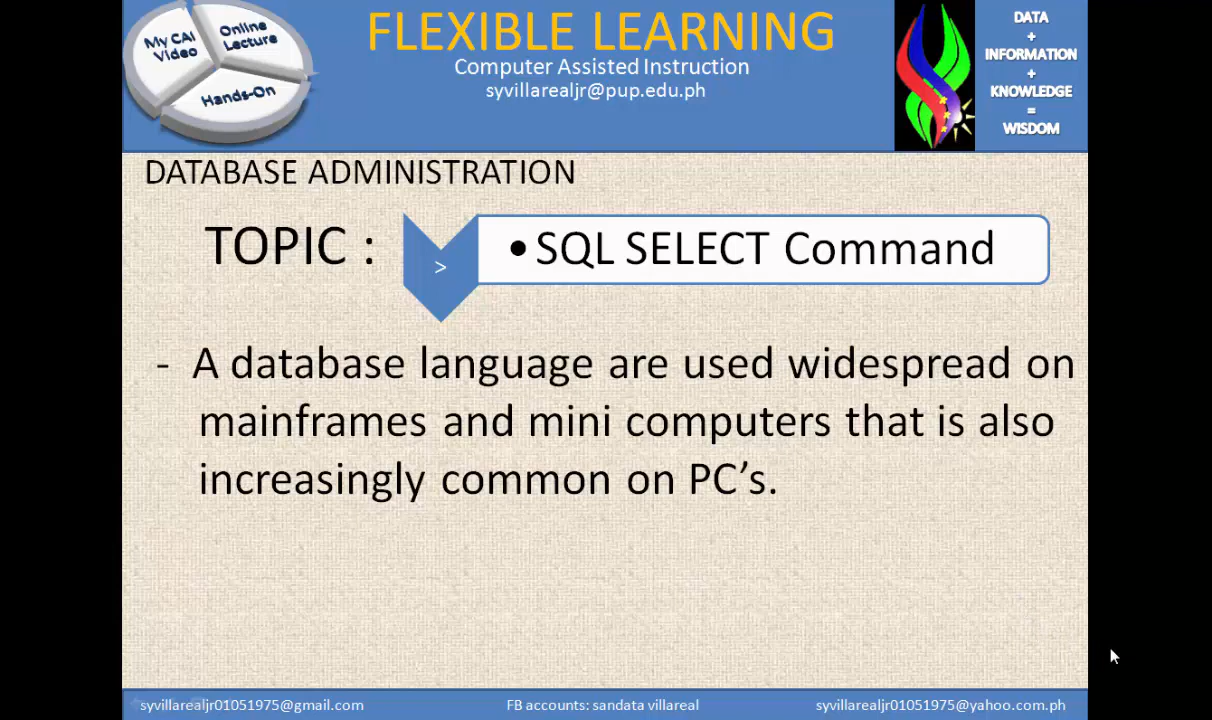 My CAI
Video
Online
Lecture
Hands-On
FLEXIBLE LEARNING
Computer Assisted Instruction
syvillarealjr@pup.edu.ph
DATA
+
INFORMATION
+
KNOWLEDGE
=
WISDOM
DATABASE ADMINISTRATION
TOPIC :
>
• SQL SELECT Command
- A database language are used widespread on
mainframes and mini computers that is also
increasingly common on PC’s.
syvillarealjr01051975@gmail.com
FB accounts: sandata villareal
syvillarealjr01051975@yahoo.com.ph